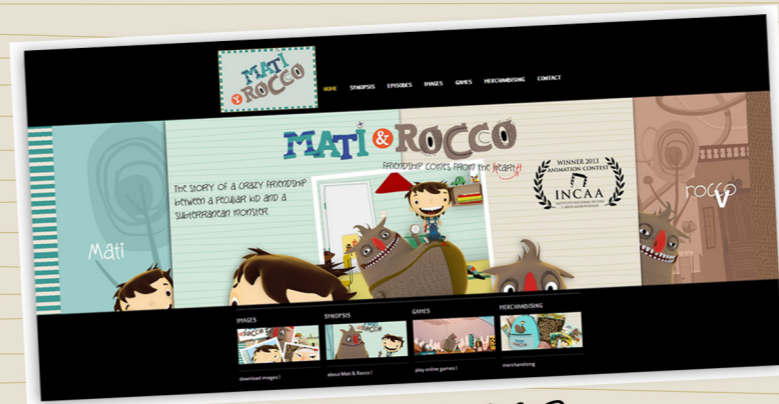 MATI
y ROCCO
HOME SYNOPSIS EPISODES IMAGES GAMES MERCHANDISING CONTACT
MATI & ROCCO
FRIENDSHIP COMES FROM THE HEART
THE STORY OF A CRAZY FRIENDSHIP
BETWEEN A PECULIAR KID AND A
SUBTERRANEAN MONSTER
WINNER 2013
ANIMATION CONTEST
INCAA
Mati
rocco
IMAGES
SYNOPSIS
GAMES
MERCHANDISING
download images !
about Mati & Rocco !
play online games !
merchandising